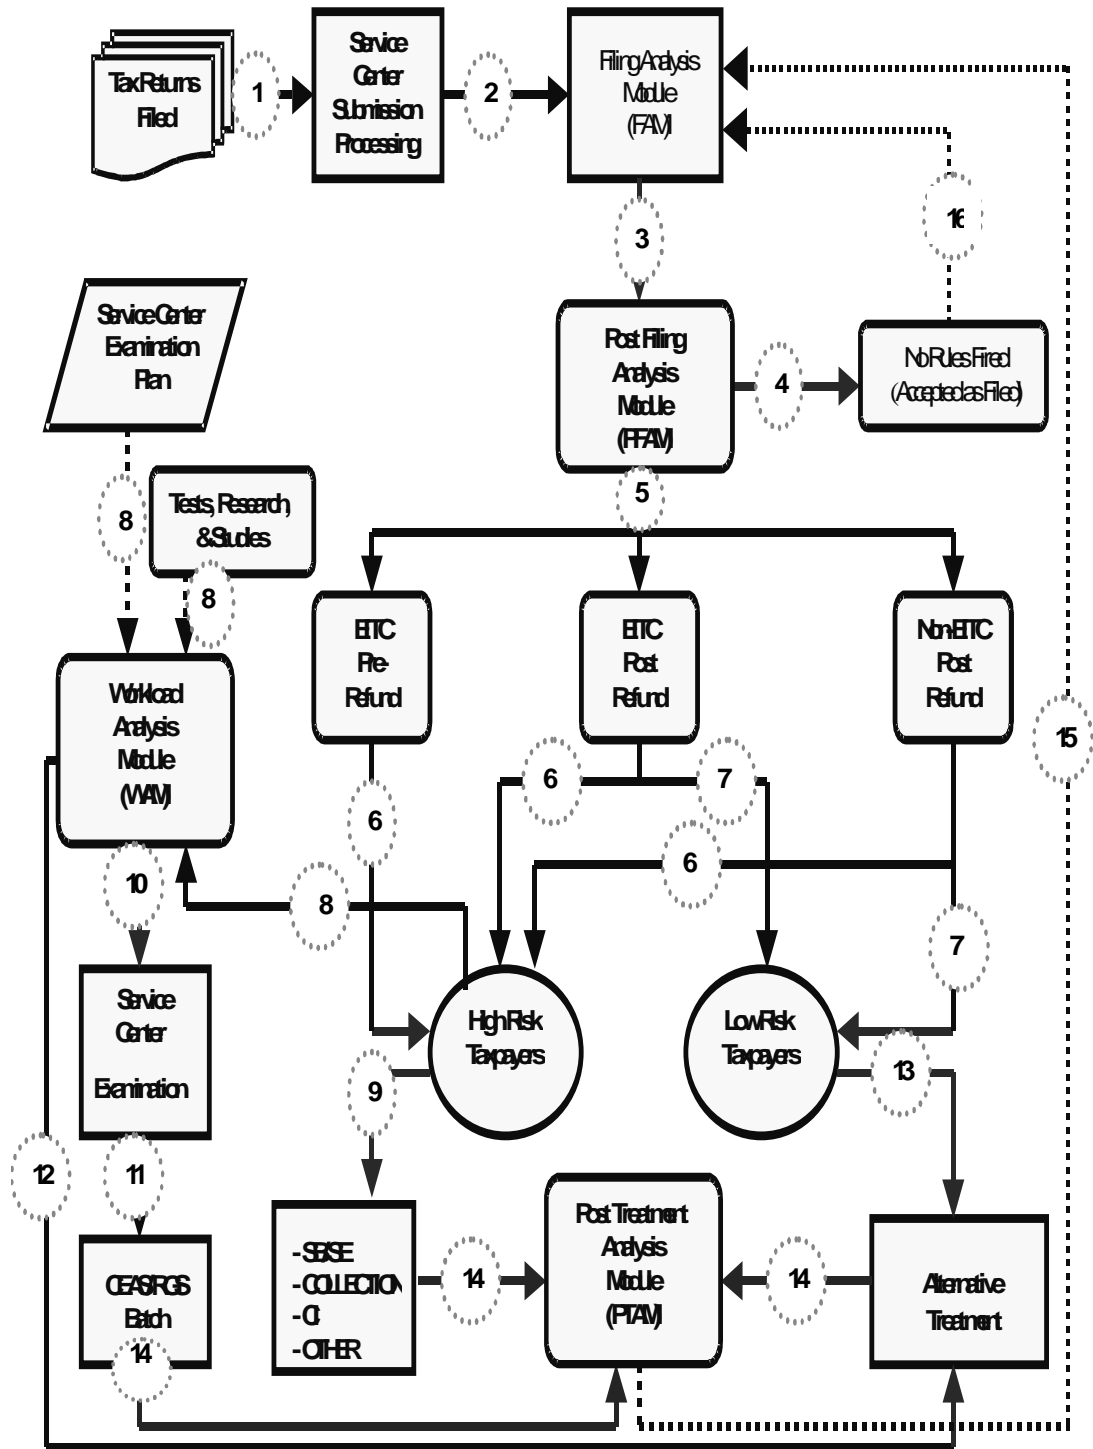 Tax Returns
Filed
1
Service
Center
Submission
Processing
2
Filing Analysis
Module
(FAM)
3
16
Service Center
Examination
Plan
Post Filing
Analysis
Module
(PFAM)
4
No Rules Fired
(Accepted as Filed)
8
Tests, Research,
& Studies
5
8
EITC
Pre-
Refund
EITC
Post
Refund
Non-EITC
Post
Refund
Workload
Analysis
Module
(WAM)
15
6
7
6
6
10
8
7
Service
Center
Examination
High Risk
Taxpayers
Low Risk
Taxpayers
9
13
12
11
- SB/SE
- COLLECTION
- CI
- OTHER
14
Post Treatment
Analysis
Module
(PTAM)
14
Alternative
Treatment
CEAS/RGS
Batch
14